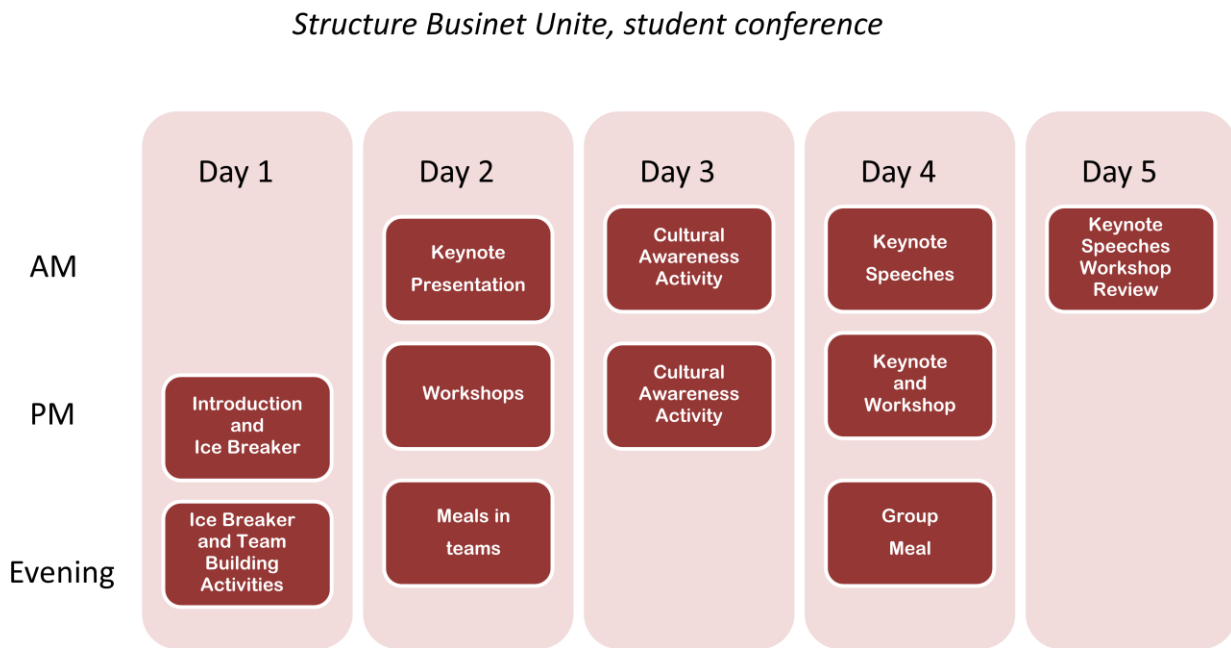 Structure Businet Unite, student conference
Day 1
Day 2
Day 3
Day 4
Day 5
AM
Keynote
Presentation
Cultural
Awareness
Activity
Keynote
Speeches
Keynote
Speeches
Workshop
Review
PM
Introduction
and
Ice Breaker
Workshops
Cultural
Awareness
Activity
Keynote
and
Workshop
Evening
Ice Breaker
and Team
Building
Activities
Meals in
teams
Group
Meal